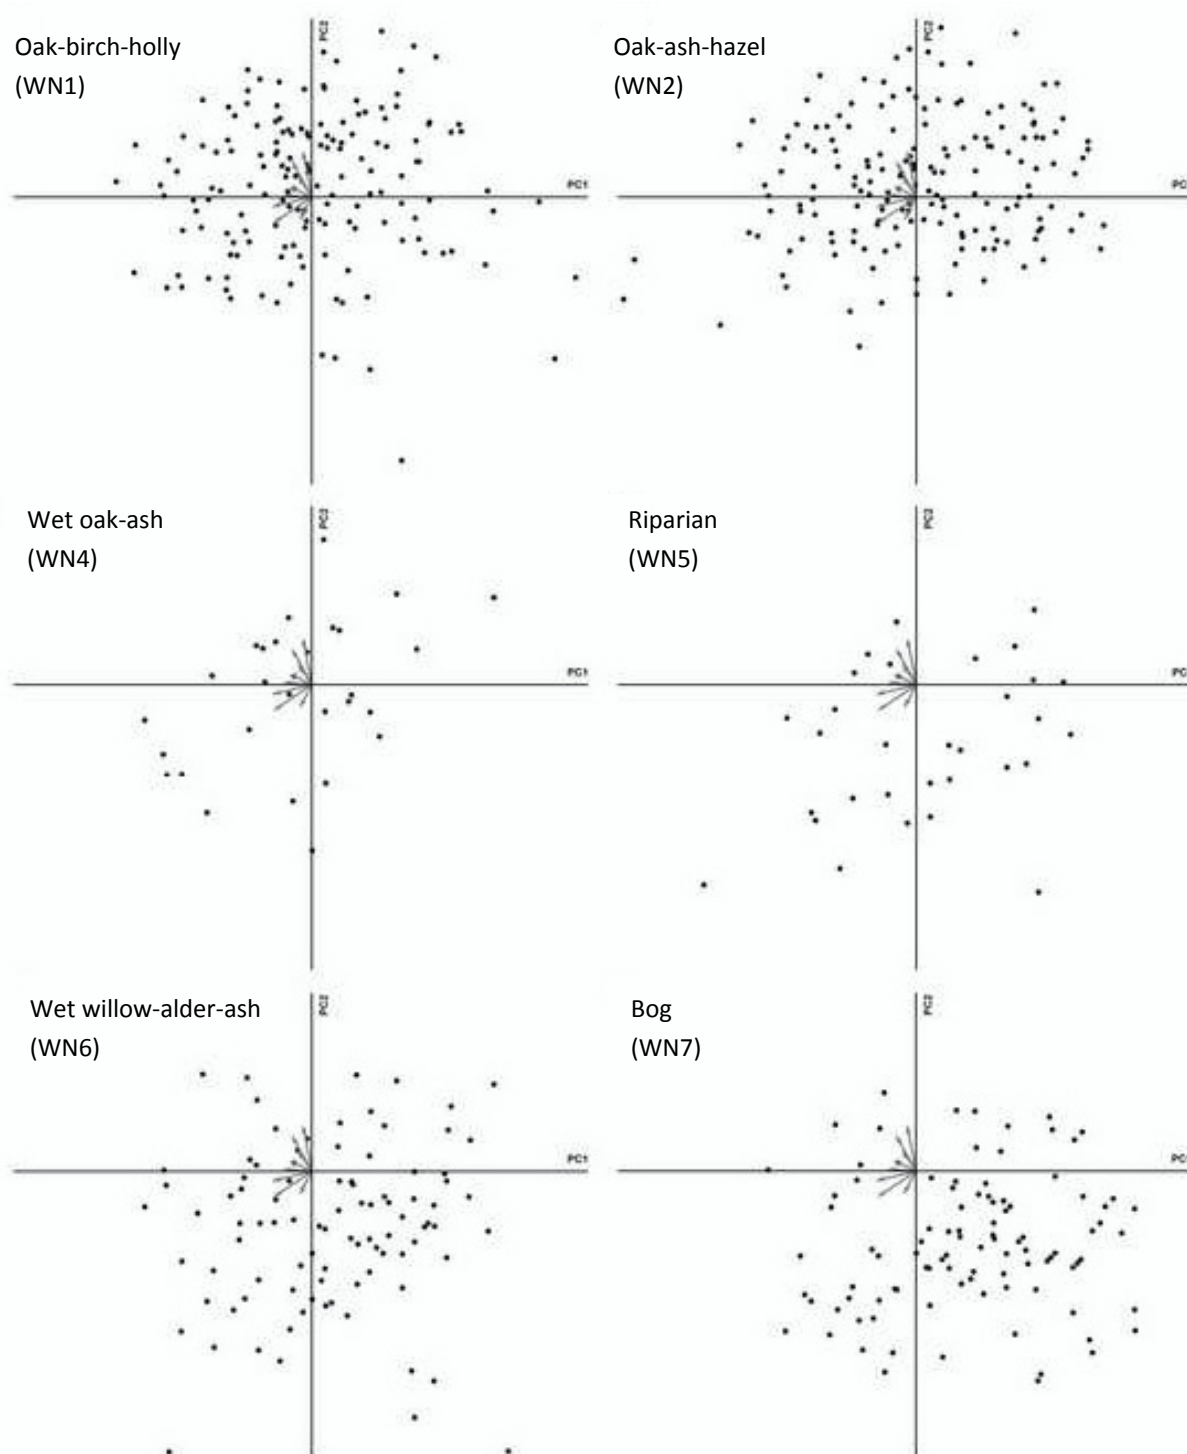 Oak-birch-holly
(WN1)
PC2
PC1
Oak-ash-hazel
(WN2)
PC2
PC
Wet oak-ash
(WN4)
PC2
PC1
Riparian
(WN5)
PC2
PC
Wet willow-alder-ash
(WN6)
PC2
PC1
Bog
(WN7)
PC2
PC